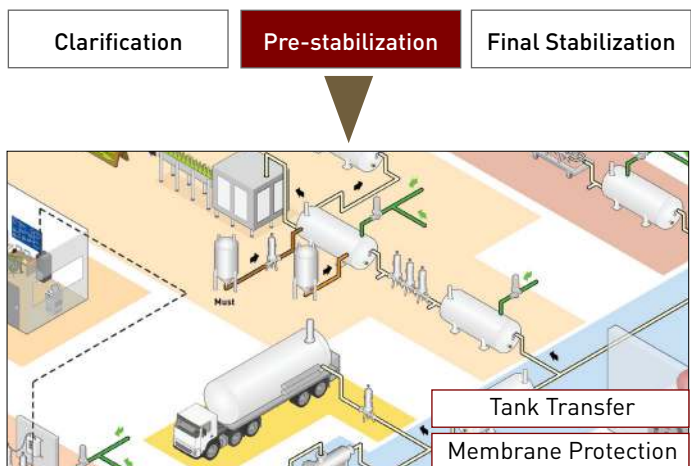 Clarification
Pre-stabilization
Final Stabilization
Must
Tank Transfer
Membrane Protection